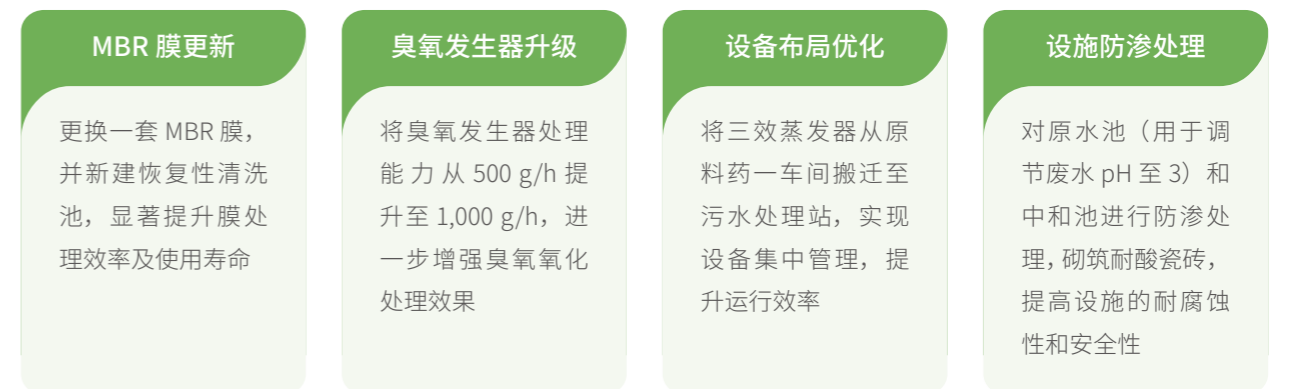 MBR 膜更新
更换一套 MBR 膜，
并新建恢复性清洗
池，显著提升膜处
理效率及使用寿命
臭氧发生器升级
将臭氧发生器处理
能力从 500 g/h 提
升至 1,000 g/h，进
一步增强臭氧氧化
处理效果
设备布局优化
将三效蒸发器从原
料药一车间搬迁至
污水处理站，实现
设备集中管理，提
升运行效率
设施防渗处理
对原水池（用于调
节废水 pH 至 3）和
中和池进行防渗处
理，砌筑耐酸瓷砖，
提高设施的耐腐蚀
性和安全性